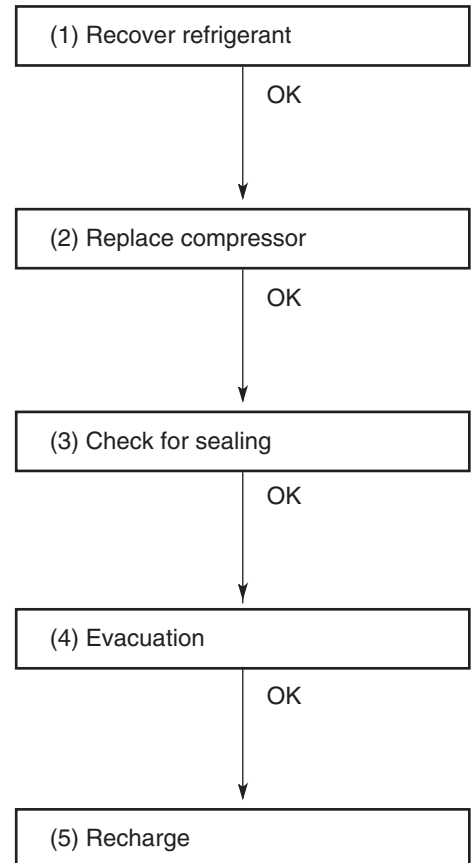 (1) Recover refrigerant
OK
(2) Replace compressor
OK
(3) Check for sealing
OK
(4) Evacuation
OK
(5) Recharge